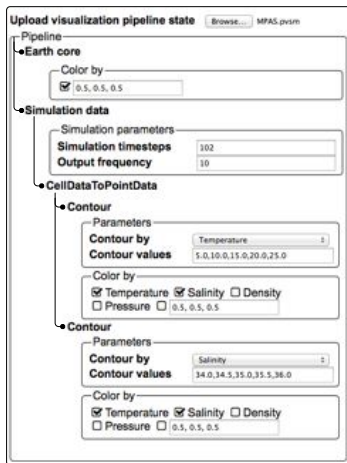 Upload visualization pipeline state Browse... MPAS.pvsm
Pipeline
Earth core
Color by
0.5, 0.5, 0.5
Simulation data
Simulation parameters
Simulation timesteps 102
Output frequency 10
CellDataToPointData
Contour
Parameters
Contour by Temperature
Contour values 5.0,10.0,15.0,20.0,25.0
Color by
Temperature Salinity Density
Pressure 0.5, 0.5, 0.5
Contour
Parameters
Contour by Salinity
Contour values 34.0,34.5,35.0,35.5,36.0
Color by
Temperature Salinity Density
Pressure 0.5, 0.5, 0.5